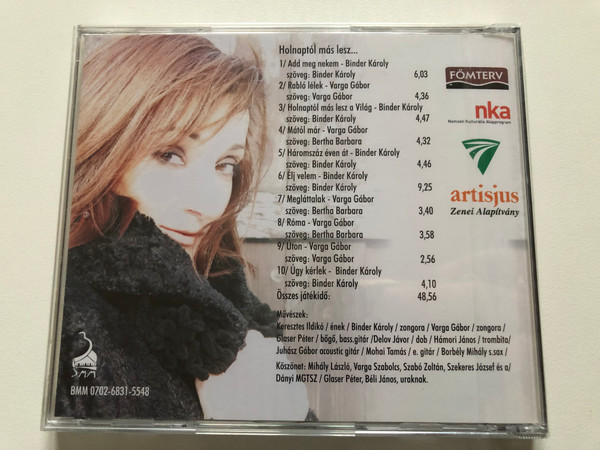 Holnaptól más lesz...
1/ Add meg nekem - Binder Károly
szöveg: Binder Károly 6,03
2/ Rabló lélek - Varga Gábor
szöveg: Varga Gábor 4,36
3/ Holnaptól más lesz a Világ - Binder Károly
szöveg: Binder Károly 4,47
4/ Mától már - Varga Gábor
szöveg: Bertha Barbara 4,32
5/ Háromszáz éven át - Binder Károly
szöveg: Binder Károly 4,46
6/ Élj velem - Binder Károly
szöveg: Binder Károly 9,25
7/ Megláttalak - Varga Gábor
szöveg: Bertha Barbara 3,40
8/ Róma - Varga Gábor
szöveg: Bertha Barbara 3,58
9/ Úton - Varga Gábor
szöveg: Varga Gábor 2,56
10/ Úgy kérlek - Binder Károly
szöveg: Binder Károly 4,10
Összes játékidő: 48,56
Művészek:
Keresztes Ildikó / ének / Binder Károly / zongora / Varga Gábor / zongora /
Glaser Péter / bőgő, bass.gitár /Delov Jávor / dob / Hámori János / trombita/
Juhász Gábor acoustic gitár / Mohai Tamás / e. gitár / Borbély Mihály s.sax /
Köszönet: Mihály László, Varga Szabolcs, Szabó Zoltán, Szekeres József és a/
Dányi MGTSZ / Glaser Péter, Béli János, uraknak.
FŐMTERV
nka
Nemzeti Kulturális Alapprogram
artisjus
Zenei Alapítvány
BMM
BMM 0702-6831-5548